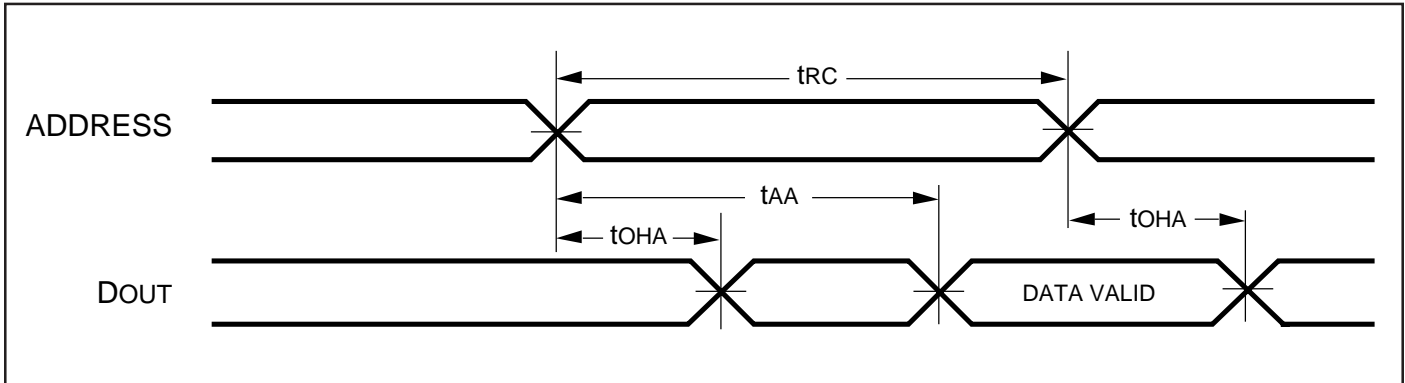 tRC
ADDRESS
tAA
tOHA
tOHA
DOUT
DATA VALID